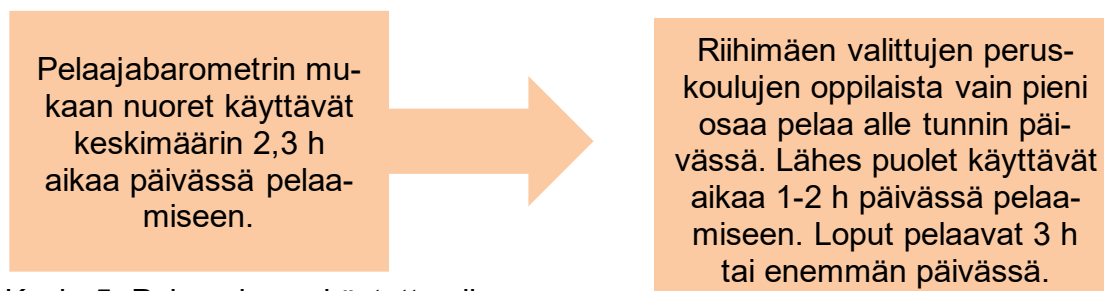 Pelaajabarometrin mu-
kaan nuoret käyttävät
keskimäärin 2,3 h
aikaa päivässä pelaa-
miseen.
Riihimäen valittujen perus-
koulujen oppilaista vain pieni
osaa pelaa alle tunnin päi-
vässä. Lähes puolet käyttävät
aikaa 1-2 h päivässä pelaa-
miseen. Loput pelaavat 3 h
tai enemmän päivässä.